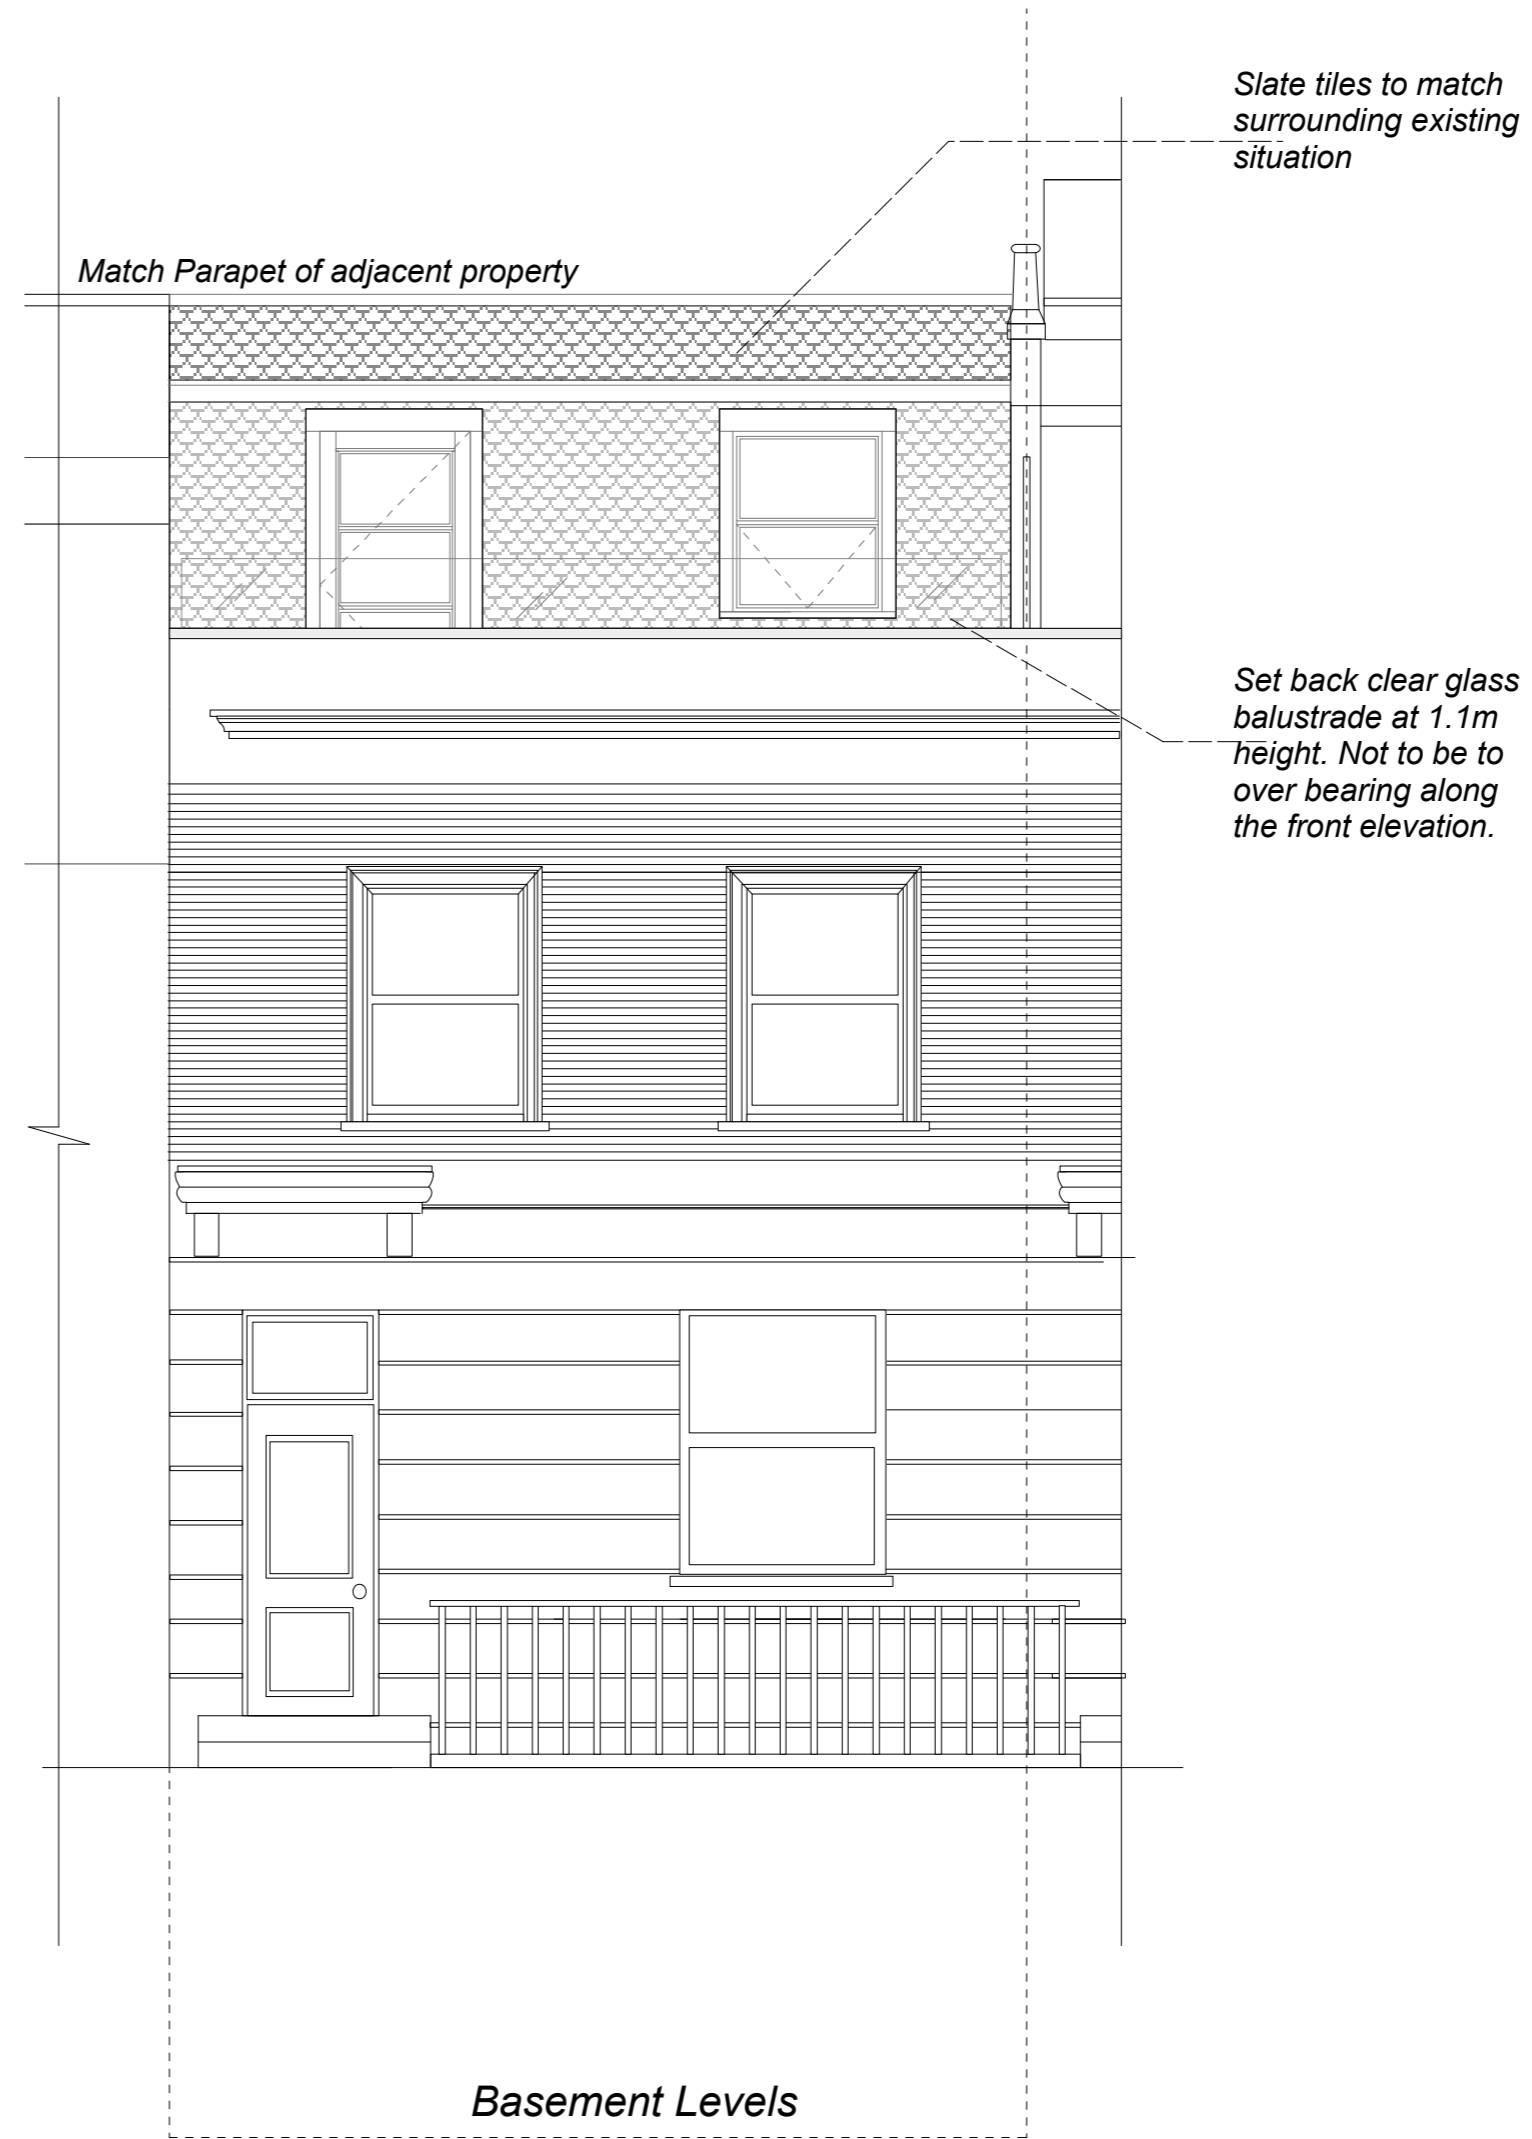 Slate tiles to match
surrounding existing
situation
Match Parapet of adjacent property
Set back clear glass
balustrade at 1.1m
height. Not to be to
over bearing along
the front elevation.
Basement Levels